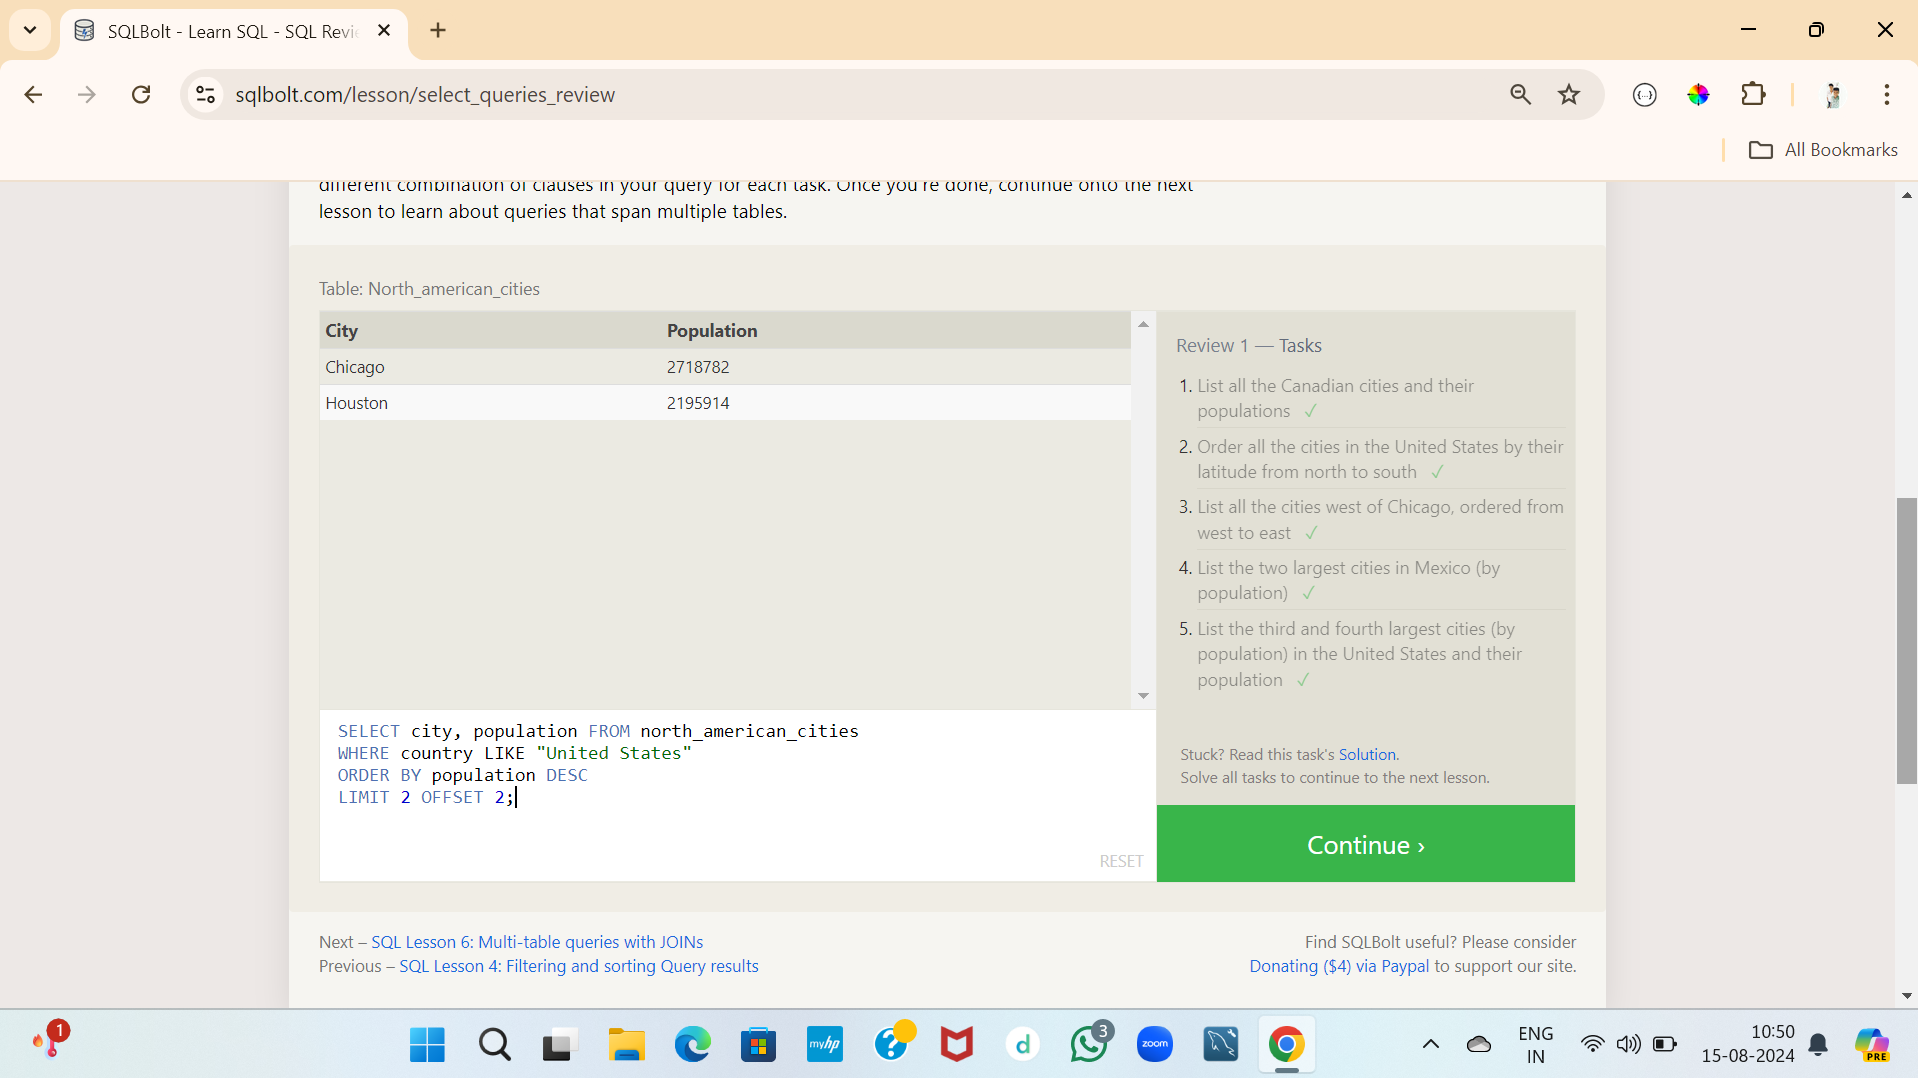 SQLBolt - Learn SQL - SQL Revi
sqlbolt.com/lesson/select_queries_review
All Bookmarks
different combination of clauses in your query for each task. Once you're done, continue onto the next
lesson to learn about queries that span multiple tables.
Table: North_american_cities
City Population
Chicago 2718782
Houston 2195914
Review 1 — Tasks
1. List all the Canadian cities and their
populations ✓
2. Order all the cities in the United States by their
latitude from north to south ✓
3. List all the cities west of Chicago, ordered from
west to east ✓
4. List the two largest cities in Mexico (by
population) ✓
5. List the third and fourth largest cities (by
population) in the United States and their
population ✓
SELECT city, population FROM north_american_cities
WHERE country LIKE "United States"
ORDER BY population DESC
LIMIT 2 OFFSET 2;
RESET
Stuck? Read this task's Solution.
Solve all tasks to continue to the next lesson.
Continue ›
Next – SQL Lesson 6: Multi-table queries with JOINs
Previous – SQL Lesson 4: Filtering and sorting Query results
Find SQLBolt useful? Please consider
Donating ($4) via Paypal to support our site.
1
myhp
?
d
3
zoom
ENG
IN
10:50
15-08-2024
PRE